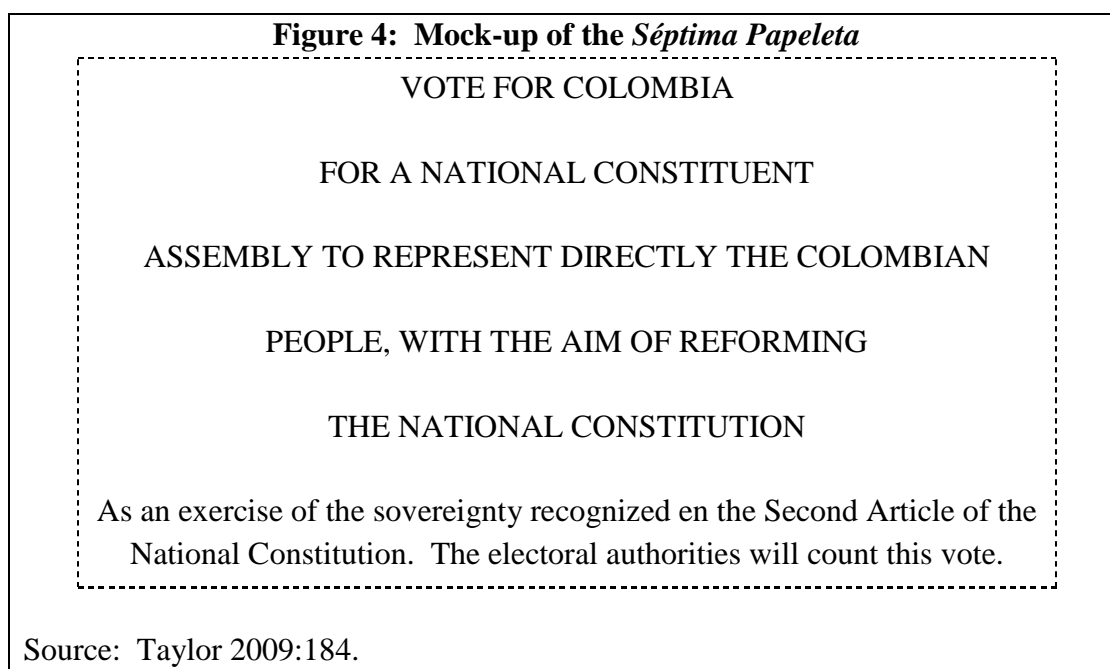 Figure 4: Mock-up of the Séptima Papeleta
VOTE FOR COLOMBIA
FOR A NATIONAL CONSTITUENT
ASSEMBLY TO REPRESENT DIRECTLY THE COLOMBIAN
PEOPLE, WITH THE AIM OF REFORMING
THE NATIONAL CONSTITUTION
As an exercise of the sovereignty recognized en the Second Article of the
National Constitution. The electoral authorities will count this vote.
Source: Taylor 2009:184.